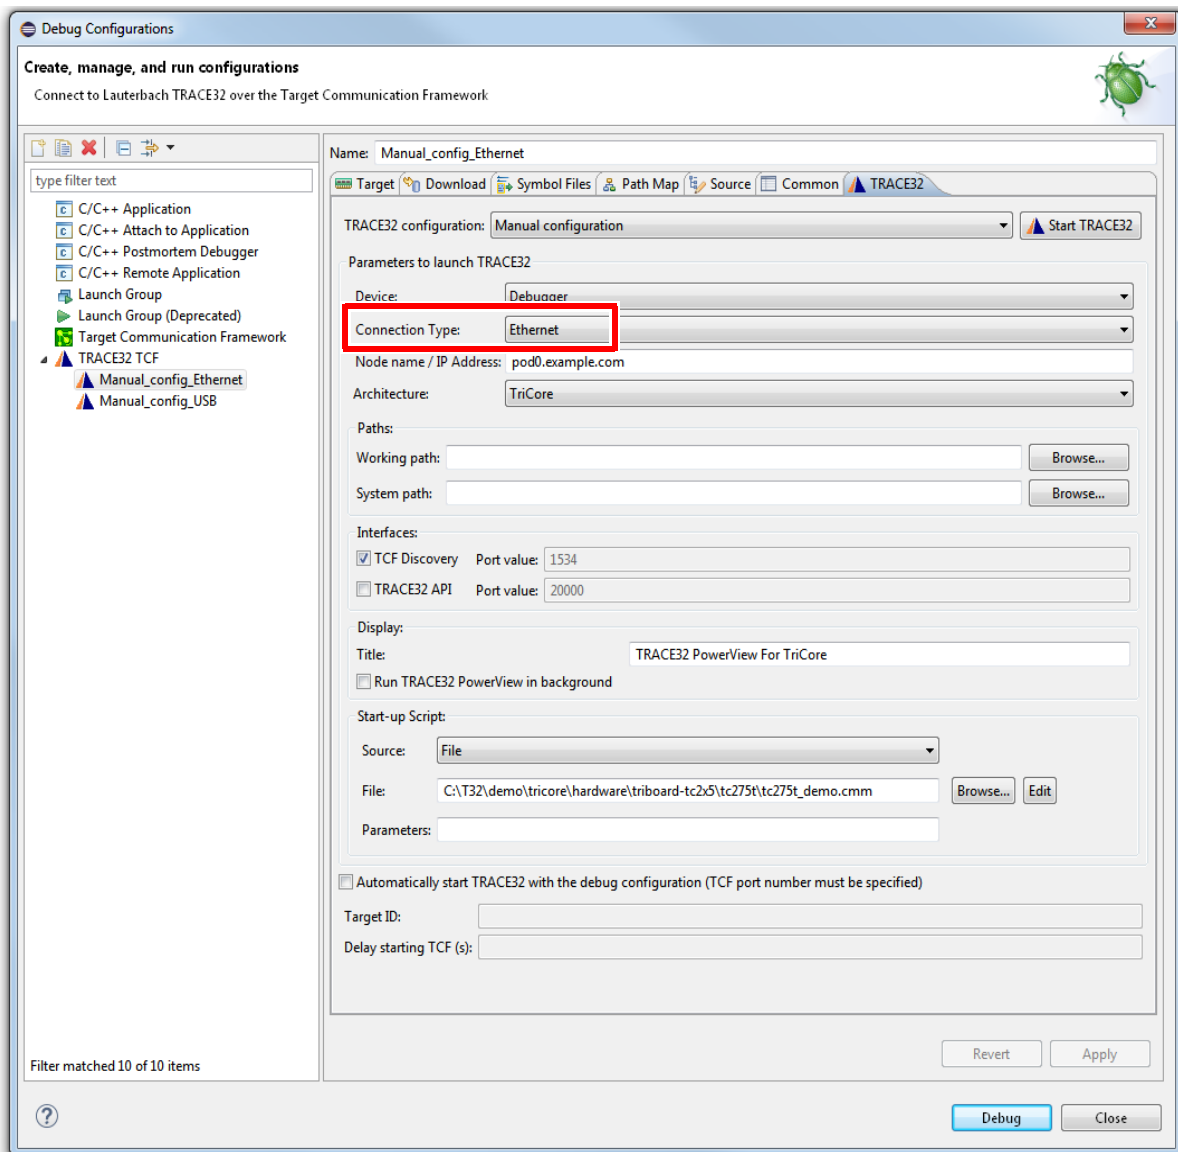 Debug Configurations
Create, manage, and run configurations
Connect to Lauterbach TRACE32 over the Target Communication Framework
type filter text
C/C++ Application
C/C++ Attach to Application
C/C++ Postmortem Debugger
C/C++ Remote Application
Launch Group
Launch Group (Deprecated)
Target Communication Framework
TRACE32 TCF
Manual_config_Ethernet
Manual_config_USB
Filter matched 10 of 10 items
Name: Manual_config_Ethernet
Target Download Symbol Files Path Map Source Common TRACE32
TRACE32 configuration: Manual configuration Start TRACE32
Parameters to launch TRACE32
Device: Debugger
Connection Type: Ethernet
Node name / IP Address: pod0.example.com
Architecture: TriCore
Paths:
Working path: Browse...
System path: Browse...
Interfaces:
TCF Discovery Port value: 1534
TRACE32 API Port value: 20000
Display:
Title: TRACE32 PowerView For TriCore
Run TRACE32 PowerView in background
Start-up Script:
Source: File
File: C:\T32\demo\tricore\hardware\triboard-tc2x5\tc275t\tc275t_demo.cmm Browse... Edit
Parameters:
Automatically start TRACE32 with the debug configuration (TCF port number must be specified)
Target ID:
Delay starting TCF (s):
Revert Apply
Debug Close